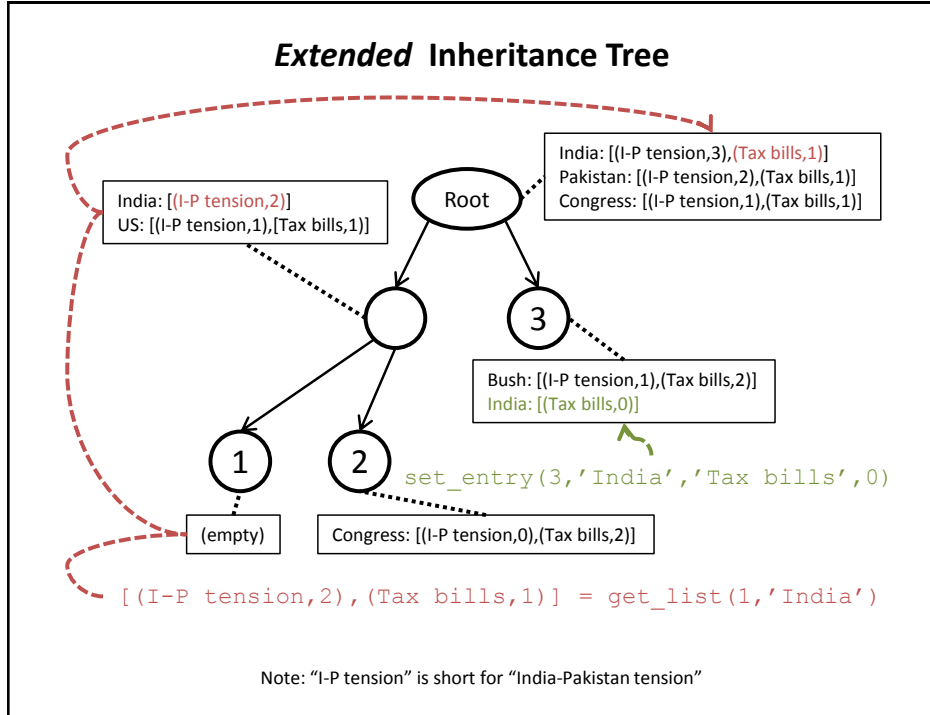 Extended Inheritance Tree
India: [(I-P tension,3),(Tax bills,1)]
Pakistan: [(I-P tension,2),(Tax bills,1)]
Congress: [(I-P tension,1),(Tax bills,1)]
India: [(I-P tension,2)]
US: [(I-P tension,1),[Tax bills,1)]
Root
3
Bush: [(I-P tension,1),(Tax bills,2)]
India: [(Tax bills,0)]
1
2
set_entry(3,’India’,’Tax bills’,0)
(empty)
Congress: [(I-P tension,0),(Tax bills,2)]
[(I-P tension,2),(Tax bills,1)] = get_list(1,’India’)
Note: “I-P tension” is short for “India-Pakistan tension”